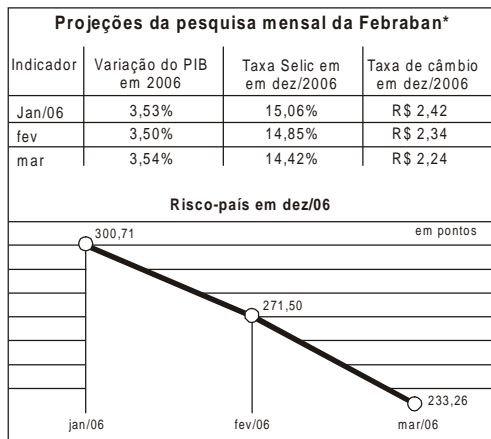 Projeções da pesquisa mensal da Febraban*
Indicador Variação do PIB em 2006 Taxa Selic em em dez/2006 Taxa de câmbio em dez/2006
Jan/06 3,53% 15,06% R$ 2,42
fev 3,50% 14,85% R$ 2,34
mar 3,54% 14,42% R$ 2,24
Risco-país em dez/06
em pontos
300,71
271,50
233,26
jan/06 fev/06 mar/06